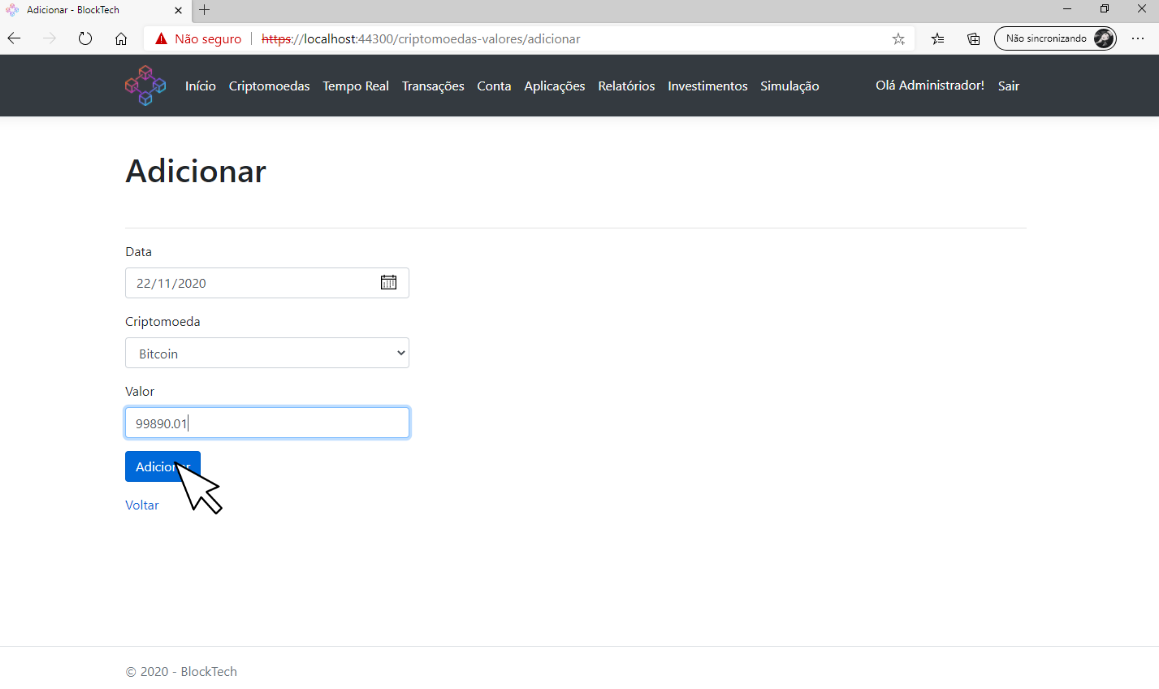 Adicionar - BlockTech
Não seguro | https://localhost:44300/criptomoedas-valores/adicionar
Não sincronizando
Início Criptomoedas Tempo Real Transações Conta Aplicações Relatórios Investimentos Simulação Olá Administrador! Sair
Adicionar
Data
22/11/2020
Criptomoeda
Bitcoin
Valor
99890.01
Adicionar
Voltar
© 2020 - BlockTech